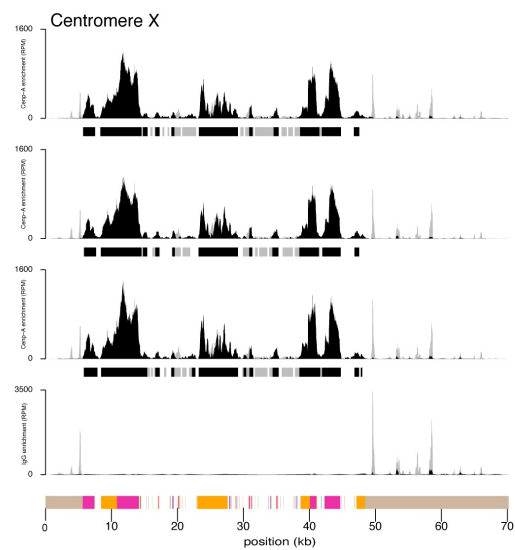 Centromere X
1600
0
Cenp-A enrichment (RPM)
1600
0
Cenp-A enrichment (RPM)
1600
0
Cenp-A enrichment (RPM)
3500
0
IgG enrichment (RPM)
0 10 20 30 40 50 60 70
position (kb)